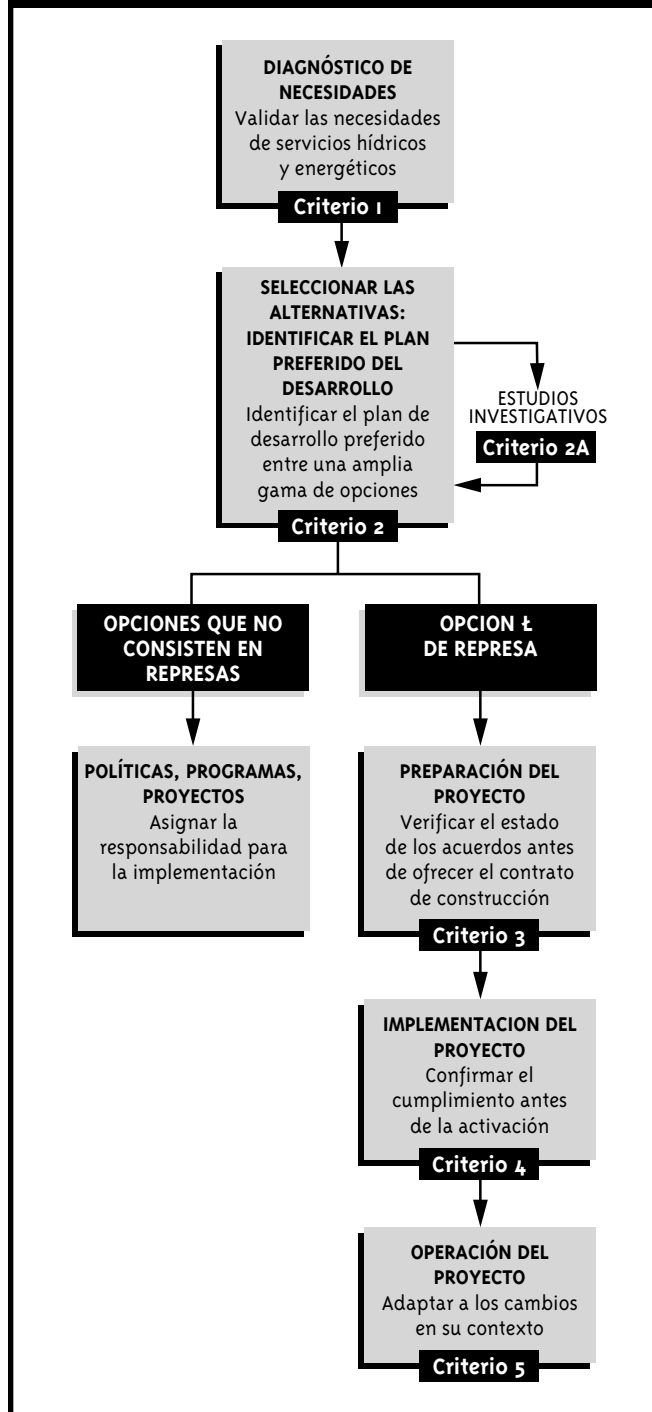 DIAGNÓSTICO DE
NECESIDADES
Validar las necesidades
de servicios hídricos
y energéticos
Criterio 1
SELECCIONAR LAS
ALTERNATIVAS:
IDENTIFICAR EL PLAN
PREFERIDO DEL
DESARROLLO
Identificar el plan de
desarrollo preferido
entre una amplia
gama de opciones
Criterio 2
ESTUDIOS
INVESTIGATIVOS
Criterio 2A
OPCIONES QUE NO
CONSISTEN EN
REPRESAS
OPCION Ł
DE REPRESA
POLÍTICAS, PROGRAMAS,
PROYECTOS
Asignar la
responsabilidad para
la implementación
PREPARACIÓN DEL
PROYECTO
Verificar el estado
de los acuerdos antes
de ofrecer el contrato
de construcción
Criterio 3
IMPLEMENTACION DEL
PROYECTO
Confirmar el
cumplimiento antes
de la activación
Criterio 4
OPERACIÓN DEL
PROYECTO
Adaptar a los cambios
en su contexto
Criterio 5